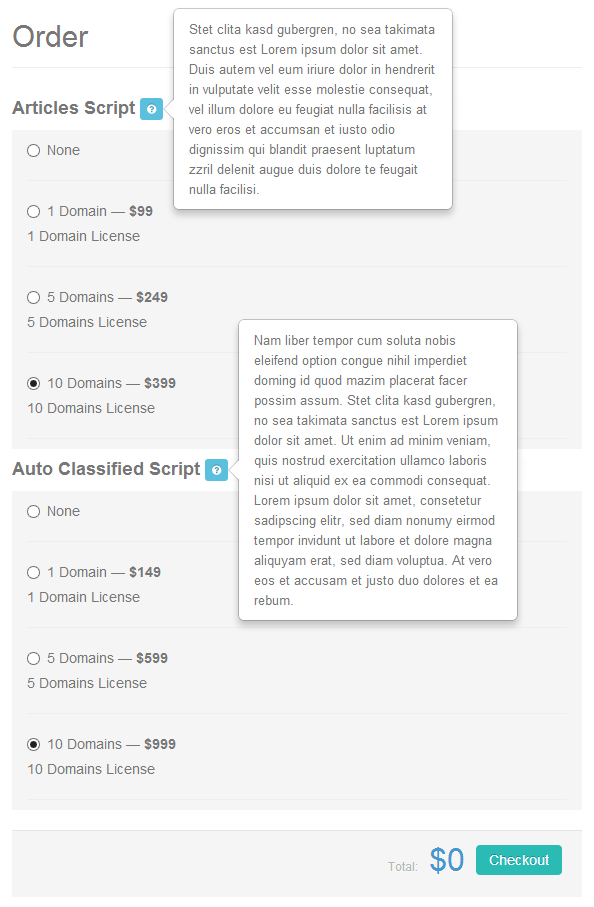 Order
Stet clita kasd gubergren, no sea takimata
sanctus est Lorem ipsum dolor sit amet.
Duis autem vel eum iriure dolor in hendrerit
in vulputate velit esse molestie consequat,
vel illum dolore eu feugiat nulla facilisis at
vero eros et accumsan et iusto odio
dignissim qui blandit praesent luptatum
zzril delenit augue duis dolore te feugait
nulla facilisi.
Articles Script ?
None
1 Domain — $99
1 Domain License
5 Domains — $249
5 Domains License
10 Domains — $399
10 Domains License
Nam liber tempor cum soluta nobis
eleifend option congue nihil imperdiet
doming id quod mazim placerat facer
possim assum. Stet clita kasd gubergren,
no sea takimata sanctus est Lorem ipsum
dolor sit amet. Ut enim ad minim veniam,
quis nostrud exercitation ullamco laboris
nisi ut aliquid ex ea commodi consequat.
Lorem ipsum dolor sit amet, consetetur
sadipscing elitr, sed diam nonumy eirmod
tempor invidunt ut labore et dolore magna
aliquyam erat, sed diam voluptua. At vero
eos et accusam et justo duo dolores et ea
rebum.
Auto Classified Script ?
None
1 Domain — $149
1 Domain License
5 Domains — $599
5 Domains License
10 Domains — $999
10 Domains License
Total: $0 Checkout